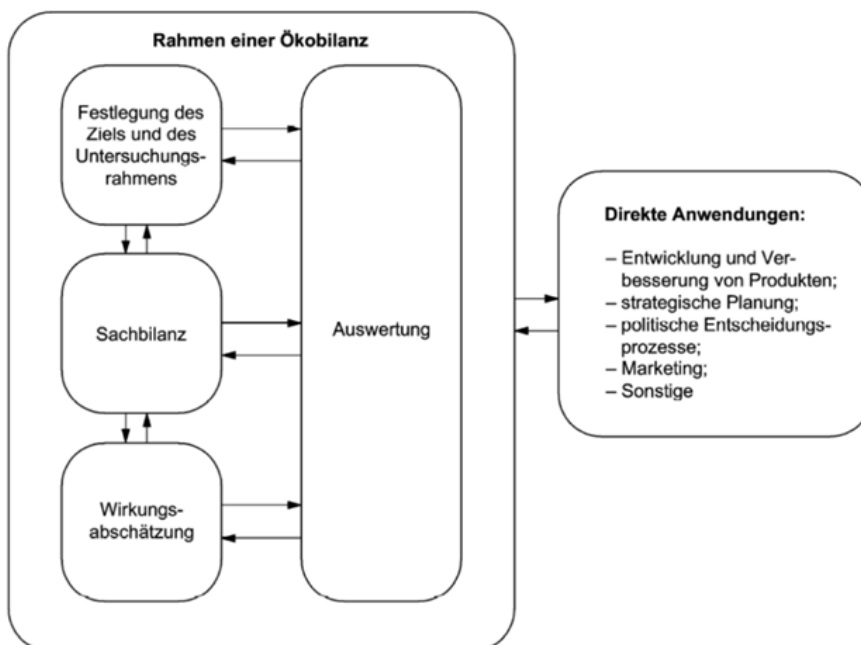 Rahmen einer Ökobilanz
Festlegung des
Ziels und des
Untersuchungs-
rahmens
Sachbilanz
Wirkungs-
abschätzung
Auswertung
Direkte Anwendungen:
– Entwicklung und Ver-
besserung von Produkten;
– strategische Planung;
– politische Entscheidungs-
prozesse;
– Marketing;
– Sonstige